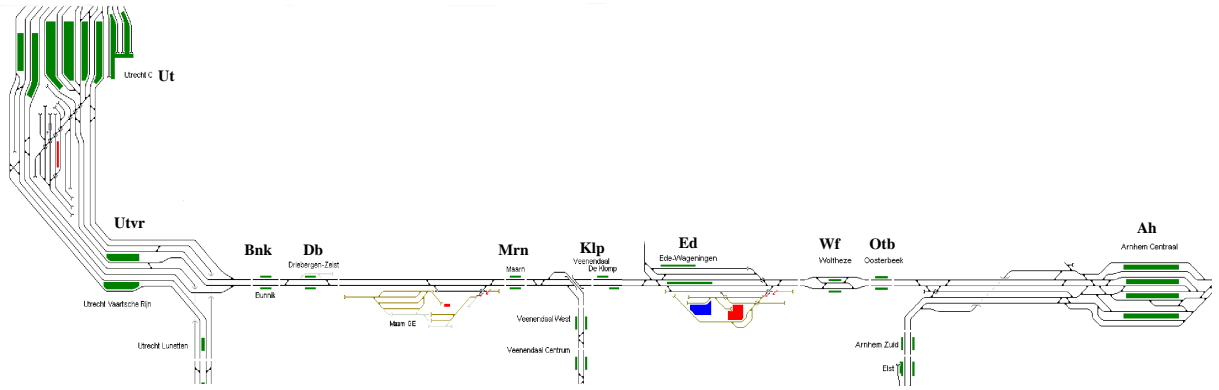 Utrecht C
Ut
Utvr
Utrecht Vaartsche Rijn
Utrecht Lunetten
Bnk
Bunnik
Db
Driebergen-Zeist
Maarn GE
Mrn
Maarn
Klp
Veenendaal
De Klomp
Veenendaal West
Veenendaal Centrum
Ed
Ede-Wageningen
Wf
Wolfheze
Otb
Oosterbeek
Ah
Arnhem Centraal
Arnhem Zuid
Elst